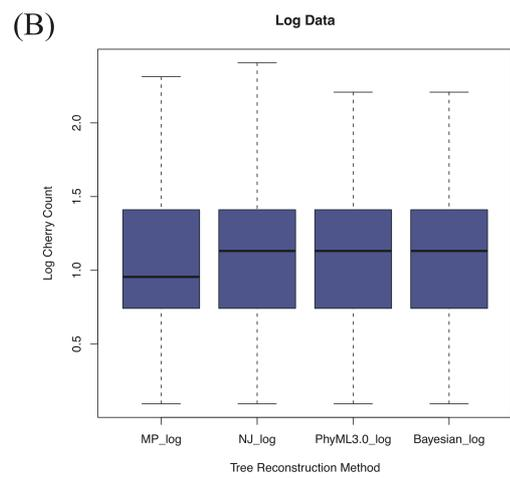 (B)
Log Data
2.0
1.5
1.0
0.5
Log Cherry Count
MP_log NJ_log PhyML3.0_log Bayesian_log
Tree Reconstruction Method